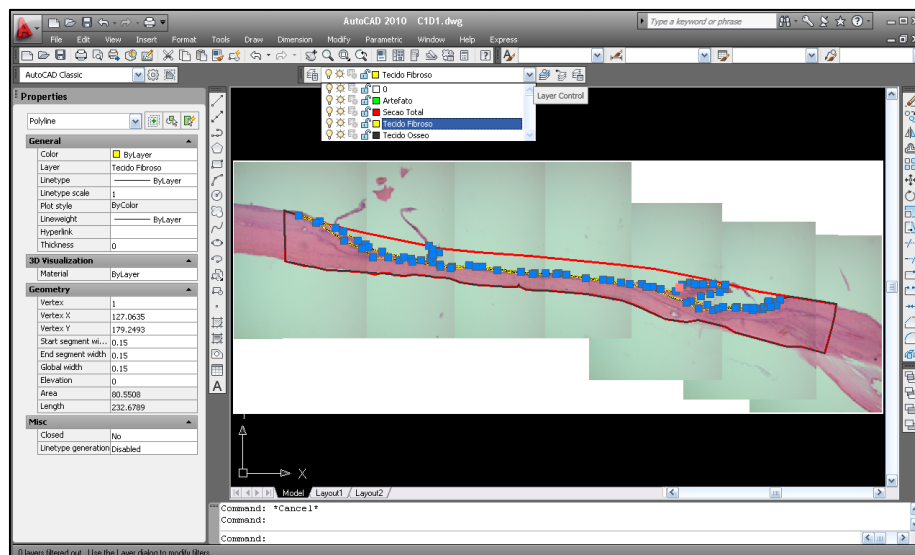 AutoCAD 2010 C1D1.dwg
Type a keyword or phrase
File Edit View Insert Format Tools Draw Dimension Modify Parametric Window Help Express
AutoCAD Classic
Tecido Fibroso
0
Artefato
Secao Total
Tecido Fibroso
Tecido Osseo
Layer Control
Properties
Polyline
General
Color ByLayer
Layer Tecido Fibroso
Linetype ByLayer
Linetype scale 1
Plot style ByColor
Lineweight ByLayer
Hyperlink
Thickness 0
3D Visualization
Material ByLayer
Geometry
Vertex 1
Vertex X 127.0635
Vertex Y 179.2493
Start segment wi... 0.15
End segment width 0.15
Global width 0.15
Elevation 0
Area 80.5508
Length 232.6789
Misc
Closed No
Linetype generation Disabled
X
Model Layout1 Layout2
Command: *Cancel*
Command:
Command:
0 layers filtered out. Use the Layer dialog to modify filters